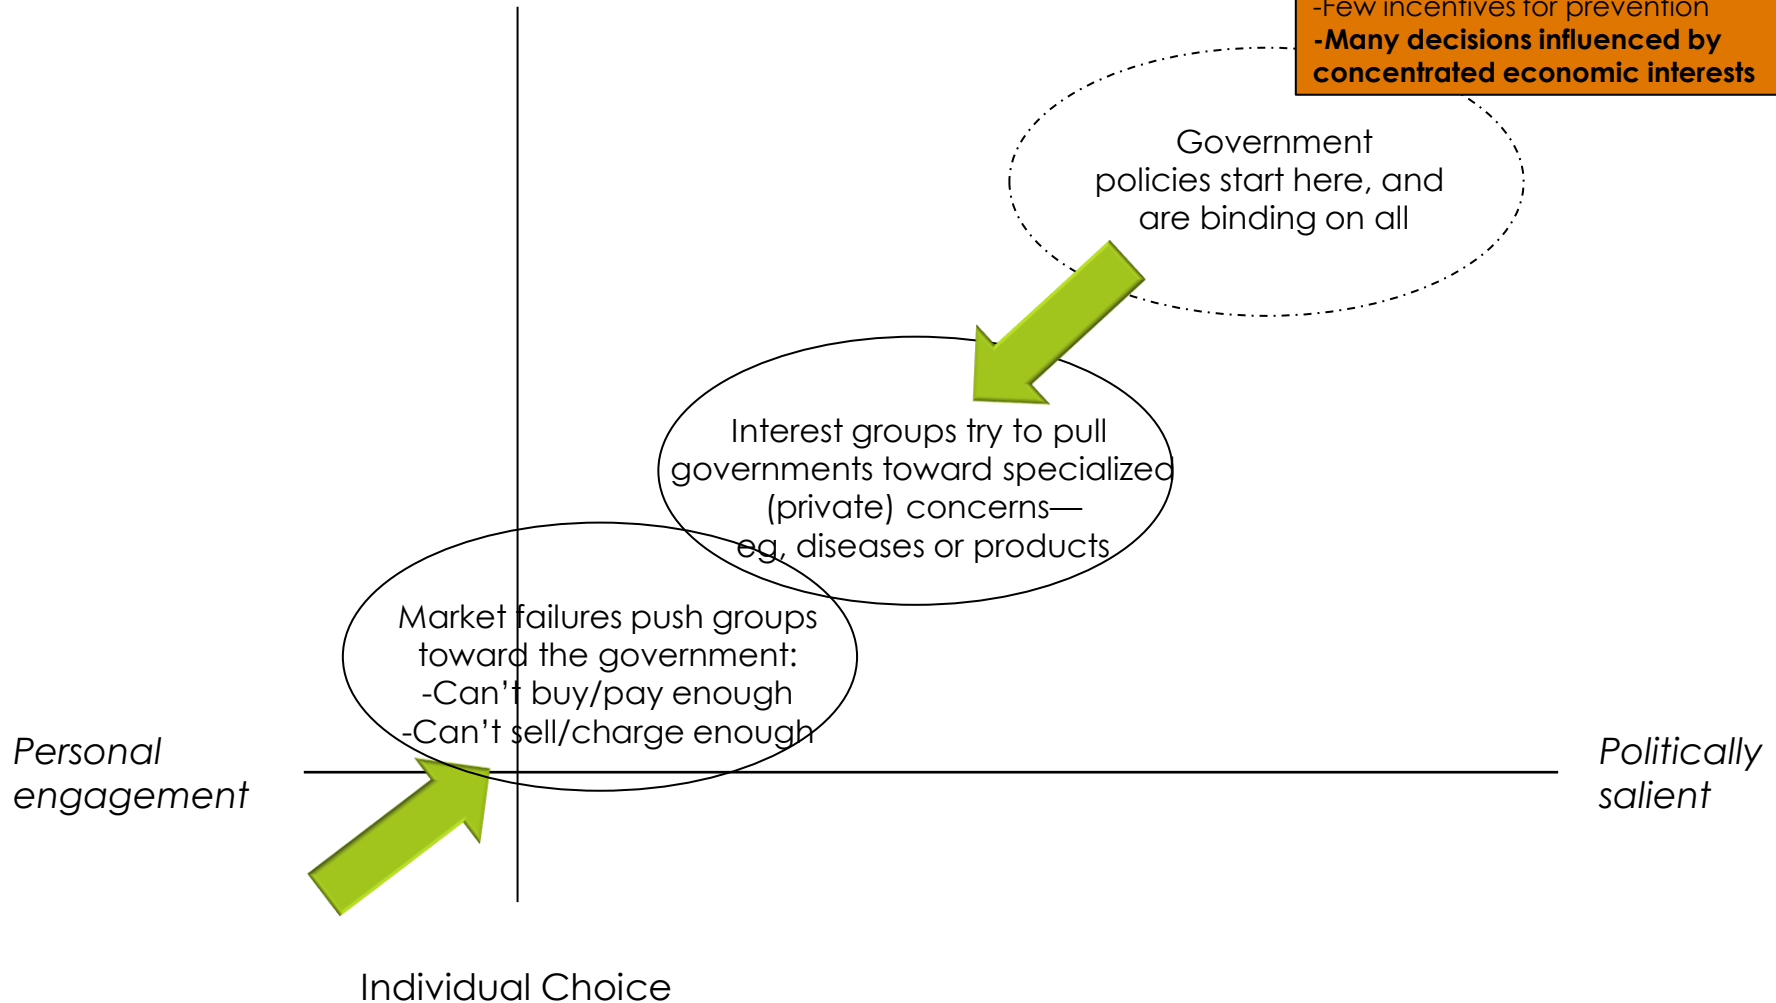 -Few incentives for prevention
-Many decisions influenced by
concentrated economic interests
Government
policies start here, and
are binding on all
Interest groups try to pull
governments toward specialized
(private) concerns—
eg, diseases or products
Market failures push groups
toward the government:
-Can’t buy/pay enough
-Can’t sell/charge enough
Personal
engagement
Politically
salient
Individual Choice